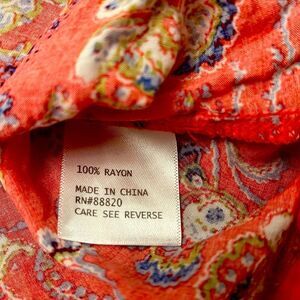 100% RAYON
MADE IN CHINA
RN#88820
CARE SEE REVERSE